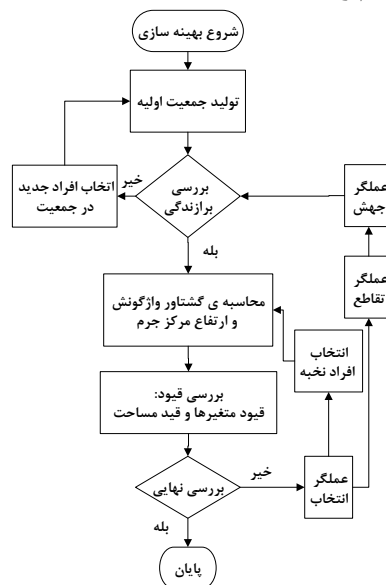 شروع بهینه سازی
تولید جمعیت اولیه
بررسی
برازندگی
خیر
انتخاب افراد جدید
در جمعیت
بله
عملگر
جهش
عملگر
تقاطع
محاسبه ی گشتاور واژگونش
و ارتفاع مرکز جرم
انتخاب
افراد نخبه
بررسی قیود:
قیود متغیرها و قید مساحت
بررسی نهایی
خیر
عملگر
انتخاب
بله
پایان